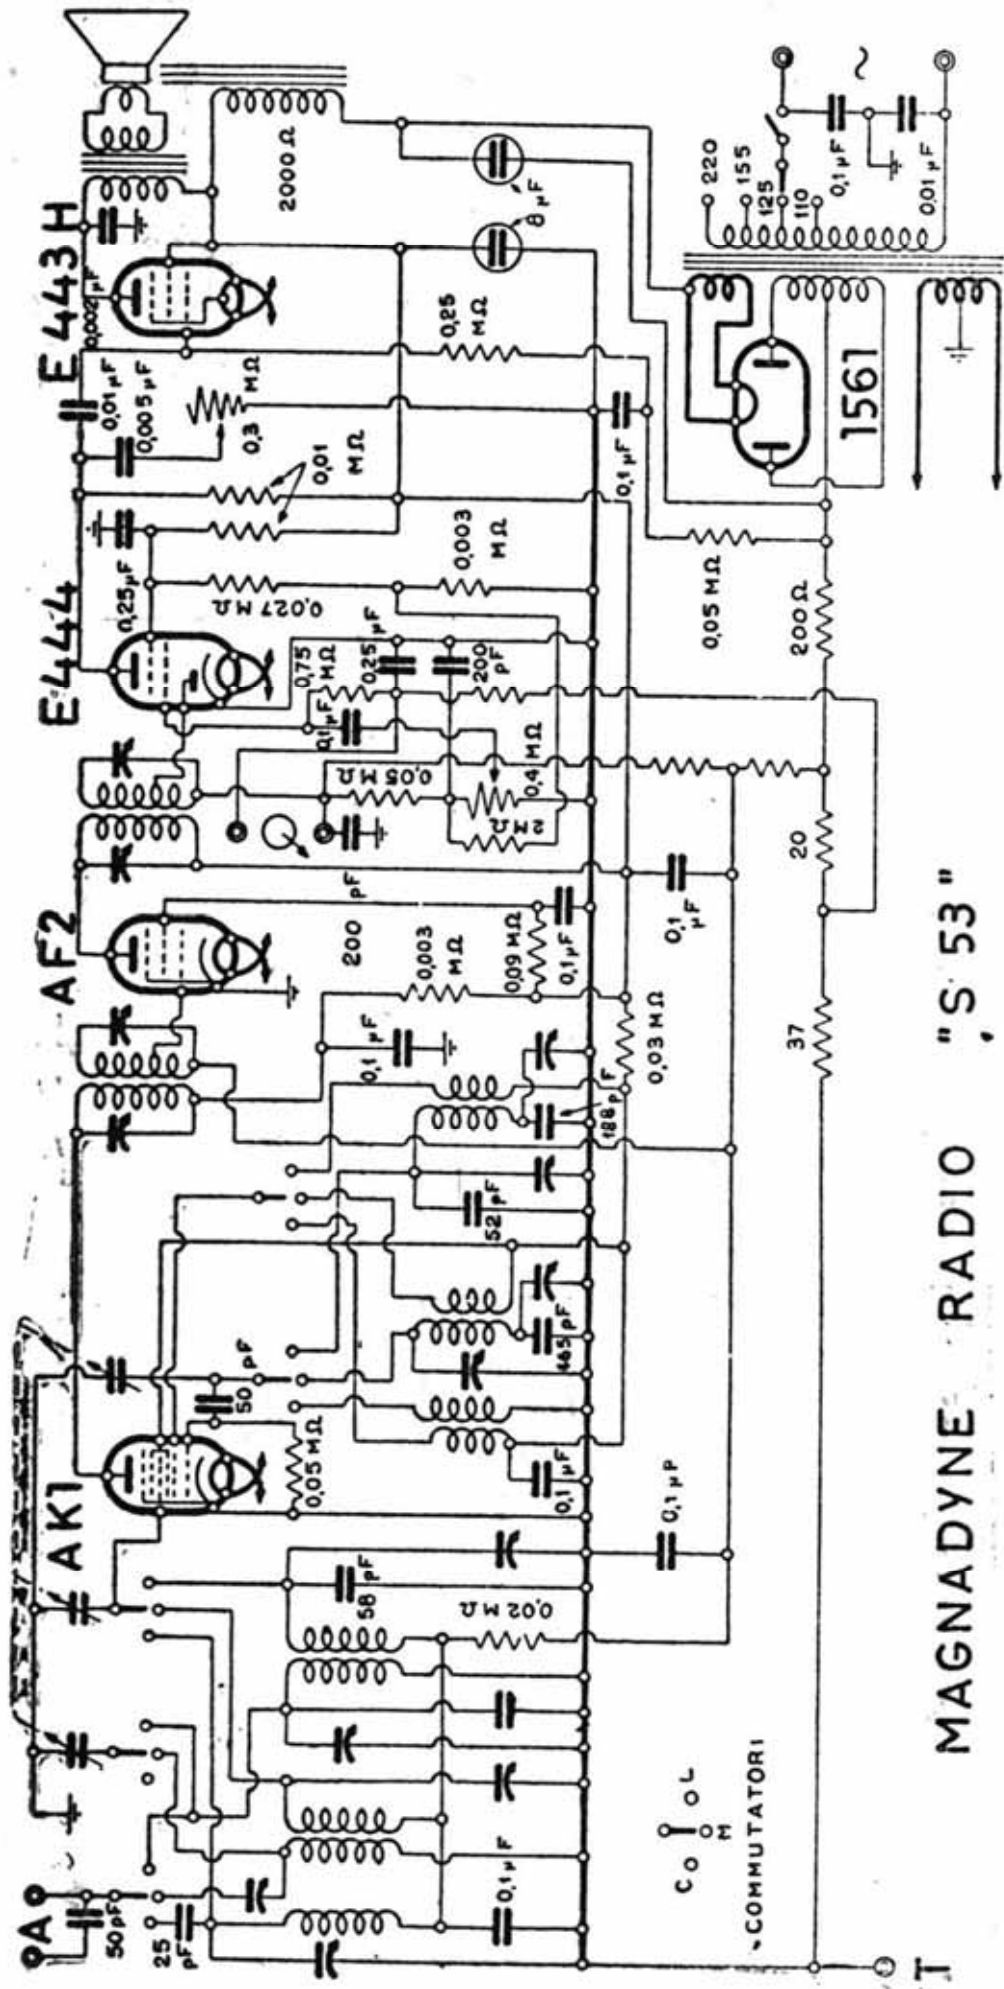 A
50 pF
25 pF
AK1
AF2
E444
E 443 H
50 pF
0,05 MΩ
58 pF
0,02 MΩ
0,1 µF
0,1 µF
0,1 µP
465 pF
52 pF
188 pF
0,1 µF
200 pF
0,003 MΩ
0,09 MΩ
0,1 µF
0,03 MΩ
0,1 µF
0,05 MΩ
2 MΩ
0,4 MΩ
0,1 µF
0,75 MΩ
0,25 µF
200 pF
0,25 µF
0,027 MΩ
0,003 MΩ
0,01 MΩ
0,01 µF
0,005 µF
0,3 MΩ
0,002 µF
0,25 MΩ
0,1 µF
2000 Ω
8 µF
µF
220
155
125
110
0,1 µF
0,01 µF
~
1561
0,05 MΩ
200 Ω
20
37
C L
M
COMMUTATORI
T
MAGNADYNE RADIO "S 53"